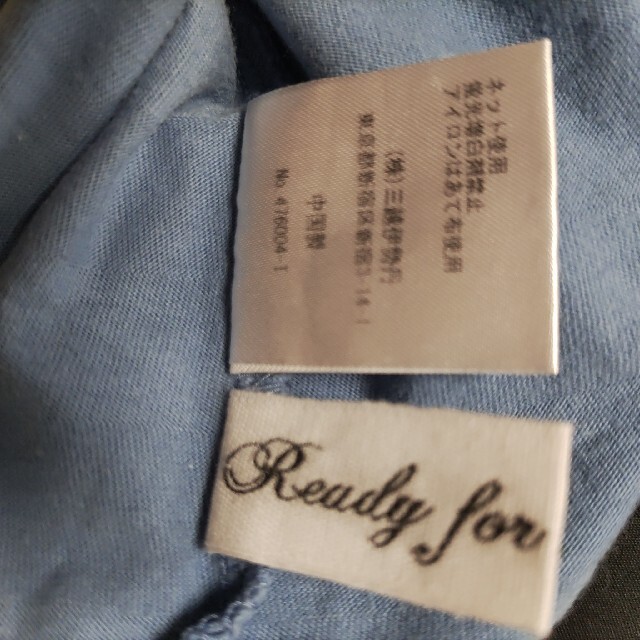 ネット使用
蛍光増白剤禁止
アイロンはあて布使用
(株)三越伊勢丹
東京都新宿区新宿3-14-1
中国製
No 478004-1
Ready for